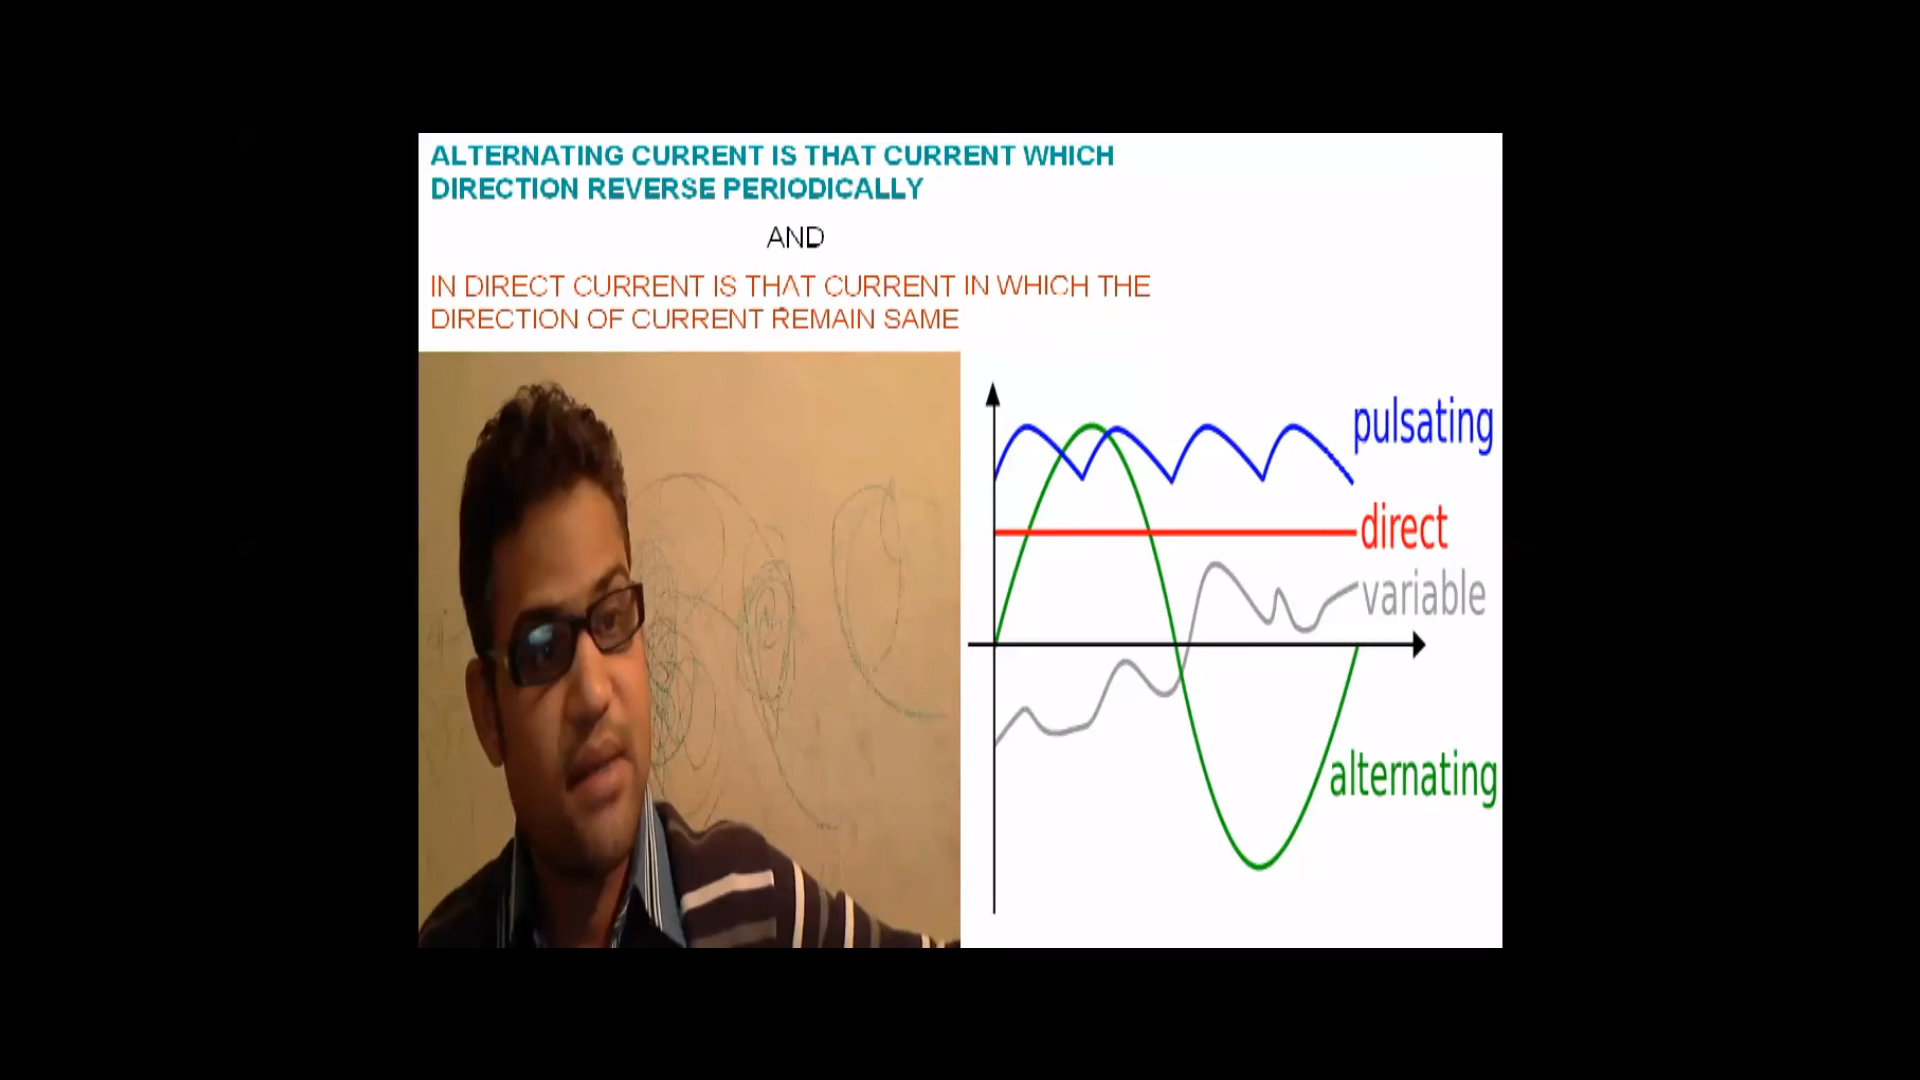 ALTERNATING CURRENT IS THAT CURRENT WHICH
DIRECTION REVERSE PERIODICALLY
AND
IN DIRECT CURRENT IS THAT CURRENT IN WHICH THE
DIRECTION OF CURRENT REMAIN SAME
pulsating
direct
variable
alternating